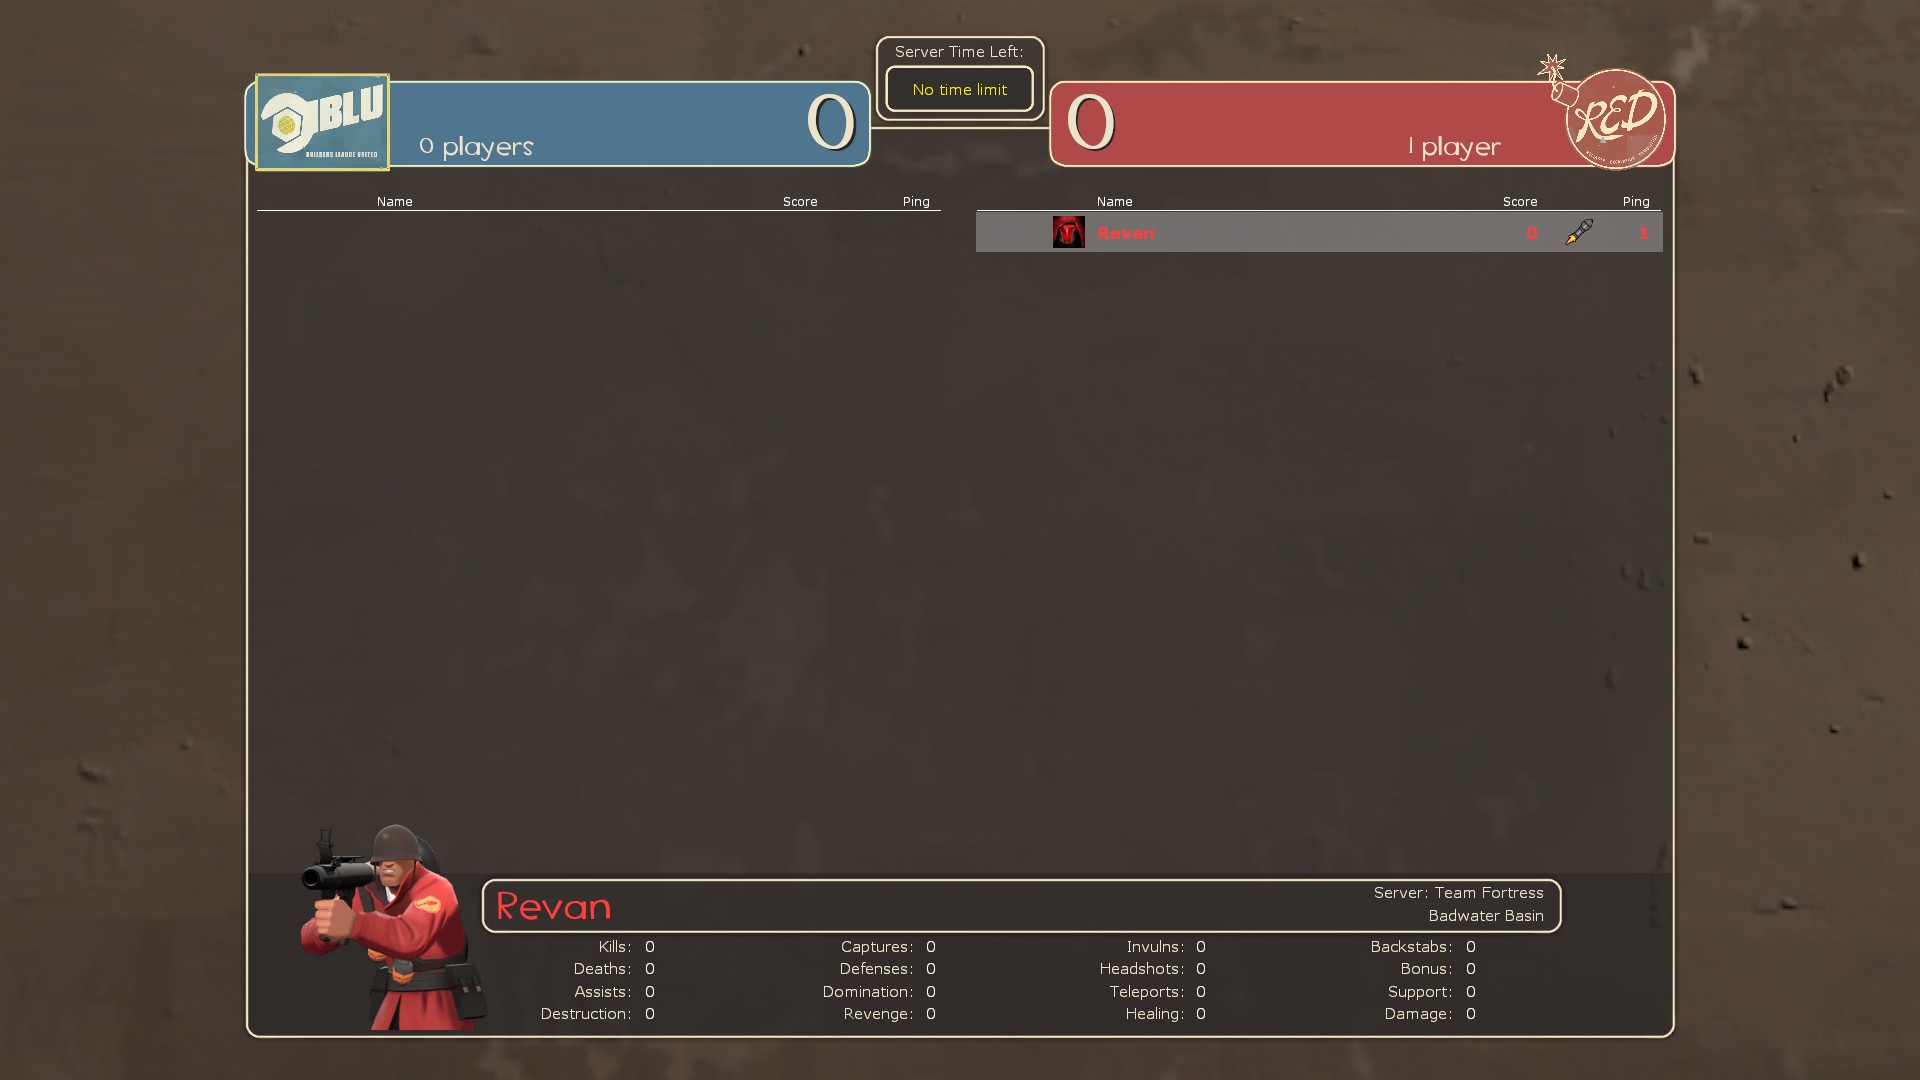 Server Time Left:
No time limit
BLU
BUILDERS LEAGUE UNITED
0 players
0
0
1 player
RED
Name Score Ping
Name Score Ping
Revan 0 1
Revan
Server: Team Fortress
Badwater Basin
Kills: 0 Captures: 0 Invulns: 0 Backstabs: 0
Deaths: 0 Defenses: 0 Headshots: 0 Bonus: 0
Assists: 0 Domination: 0 Teleports: 0 Support: 0
Destruction: 0 Revenge: 0 Healing: 0 Damage: 0